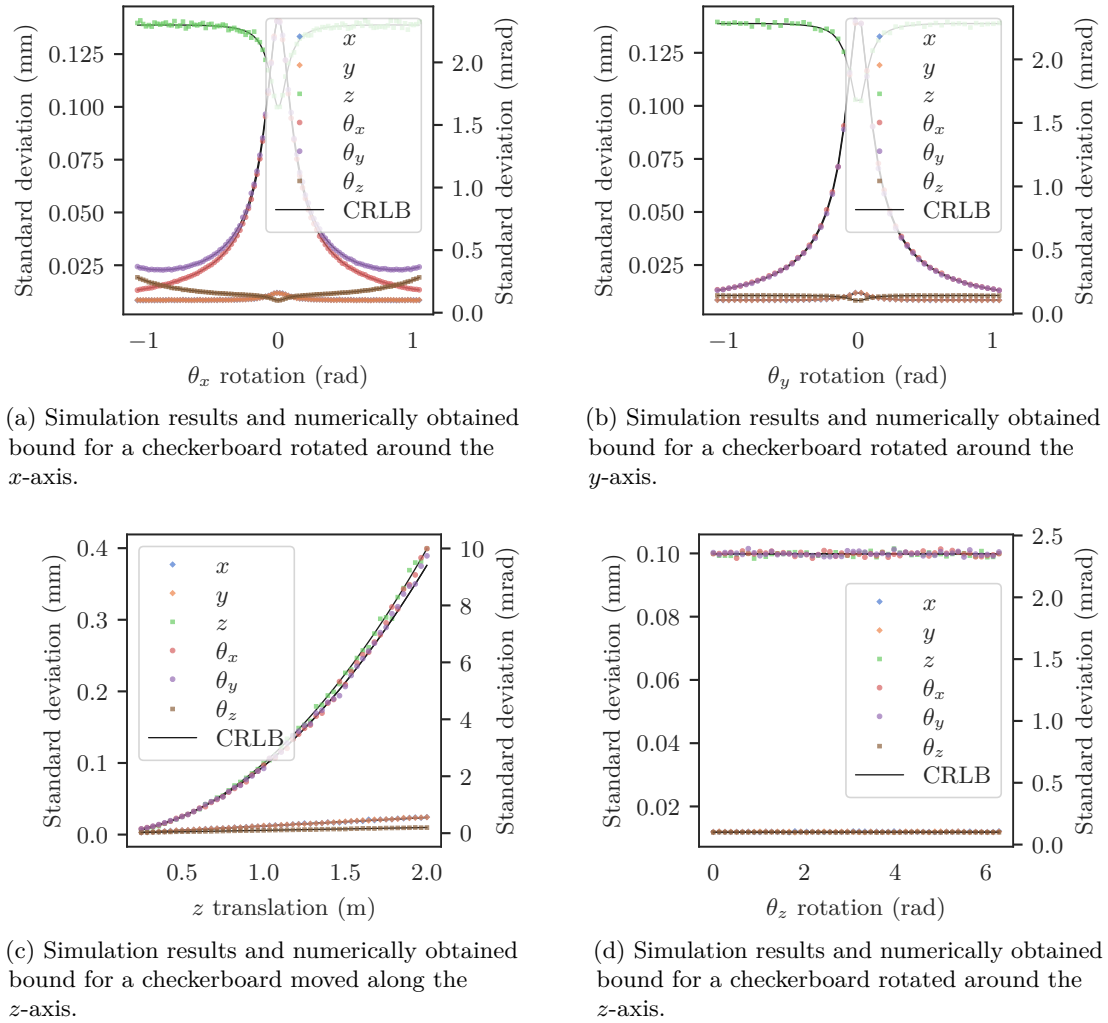 0.125
0.100
0.075
0.050
0.025
Standard deviation (mm)
2.0
1.5
1.0
0.5
0.0
Standard deviation (mrad)
x
y
z
θx
θy
θz
CRLB
−1 0 1
θx rotation (rad)
(a) Simulation results and numerically obtained
bound for a checkerboard rotated around the
x-axis.
0.125
0.100
0.075
0.050
0.025
Standard deviation (mm)
2.0
1.5
1.0
0.5
0.0
Standard deviation (mrad)
x
y
z
θx
θy
θz
CRLB
−1 0 1
θy rotation (rad)
(b) Simulation results and numerically obtained
bound for a checkerboard rotated around the
y-axis.
0.4
0.3
0.2
0.1
0.0
Standard deviation (mm)
10
8
6
4
2
0
Standard deviation (mrad)
x
y
z
θx
θy
θz
CRLB
0.5 1.0 1.5 2.0
z translation (m)
(c) Simulation results and numerically obtained
bound for a checkerboard moved along the
z-axis.
0.10
0.08
0.06
0.04
0.02
Standard deviation (mm)
2.5
2.0
1.5
1.0
0.5
0.0
Standard deviation (mrad)
x
y
z
θx
θy
θz
CRLB
0 2 4 6
θz rotation (rad)
(d) Simulation results and numerically obtained
bound for a checkerboard rotated around the
z-axis.